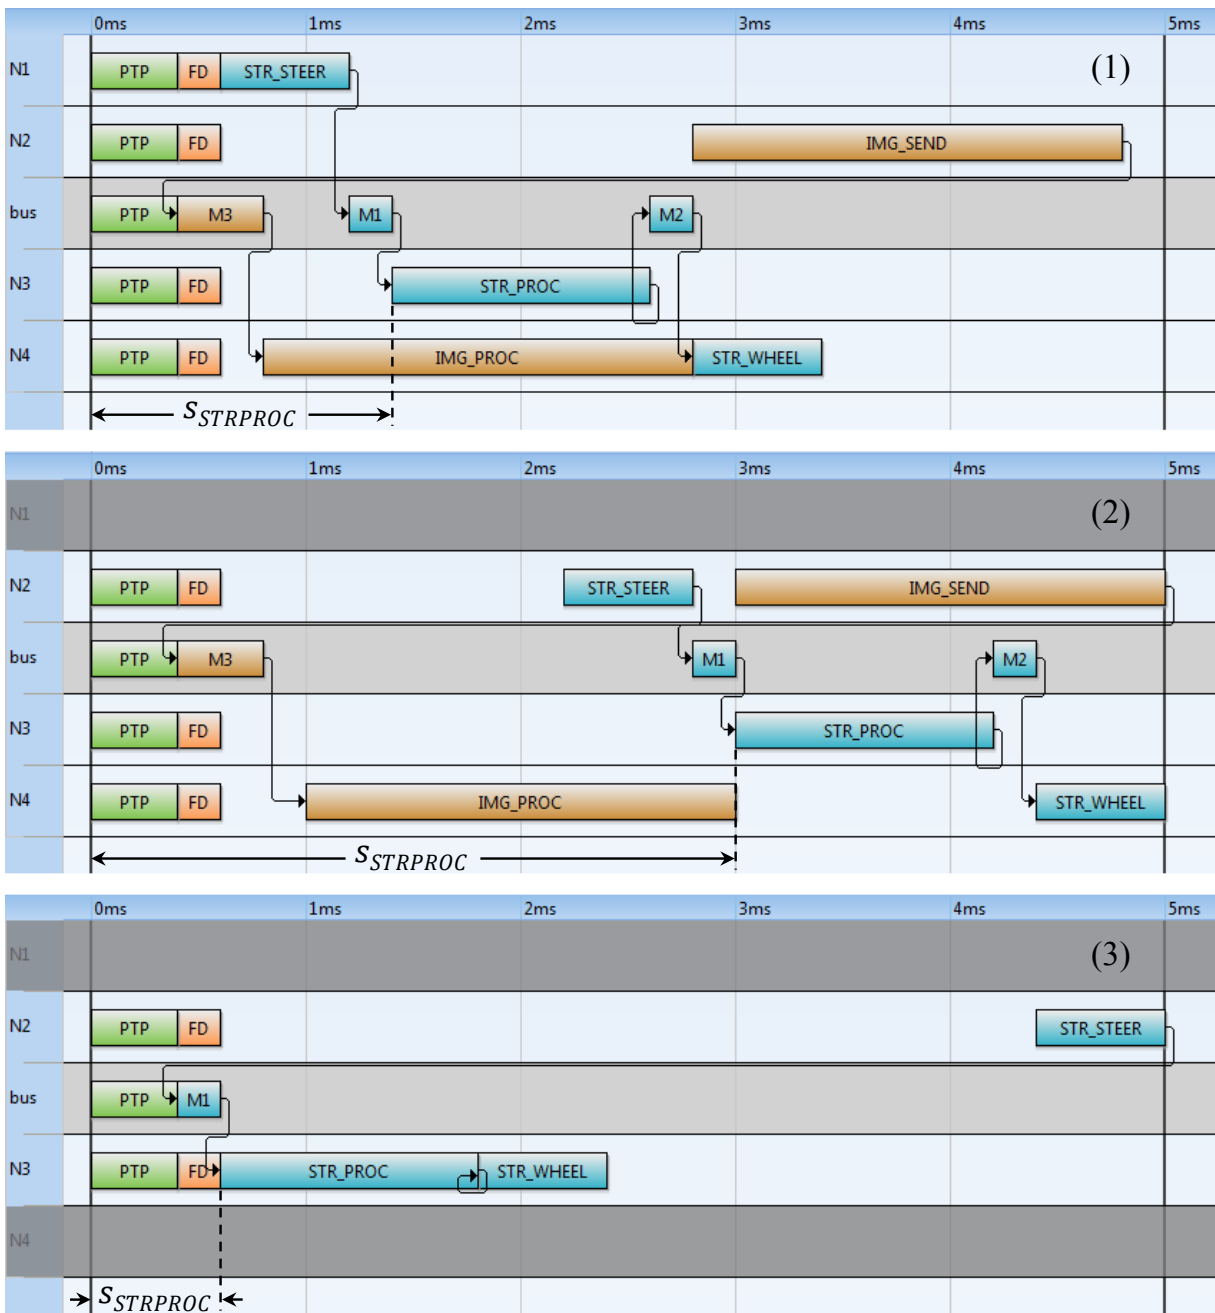 0ms 1ms 2ms 3ms 4ms 5ms
N1 PTP FD STR_STEER (1)
N2 PTP FD IMG_SEND
bus PTP M3 M1 M2
N3 PTP FD STR_PROC
N4 PTP FD IMG_PROC STR_WHEEL
S_STRPROC
0ms 1ms 2ms 3ms 4ms 5ms
N1 (2)
N2 PTP FD STR_STEER IMG_SEND
bus PTP M3 M1 M2
N3 PTP FD STR_PROC
N4 PTP FD IMG_PROC STR_WHEEL
S_STRPROC
0ms 1ms 2ms 3ms 4ms 5ms
N1 (3)
N2 PTP FD STR_STEER
bus PTP M1
N3 PTP FD STR_PROC STR_WHEEL
N4
S_STRPROC